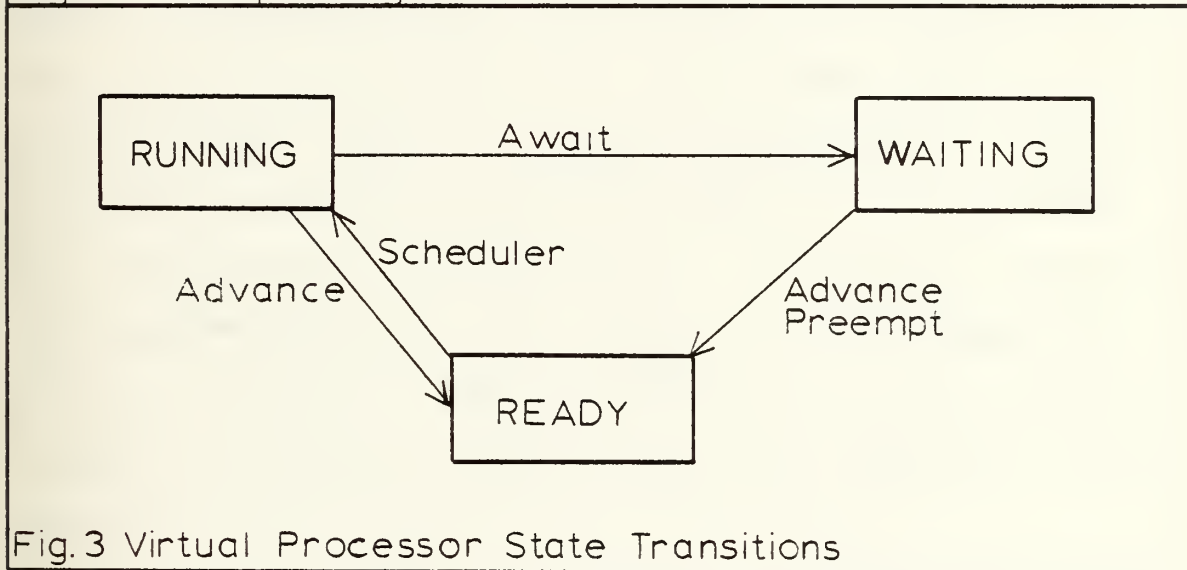 Await
RUNNING
WAITING
Scheduler
Advance
Advance
Preempt
READY
Fig. 3 Virtual Processor State Transitions